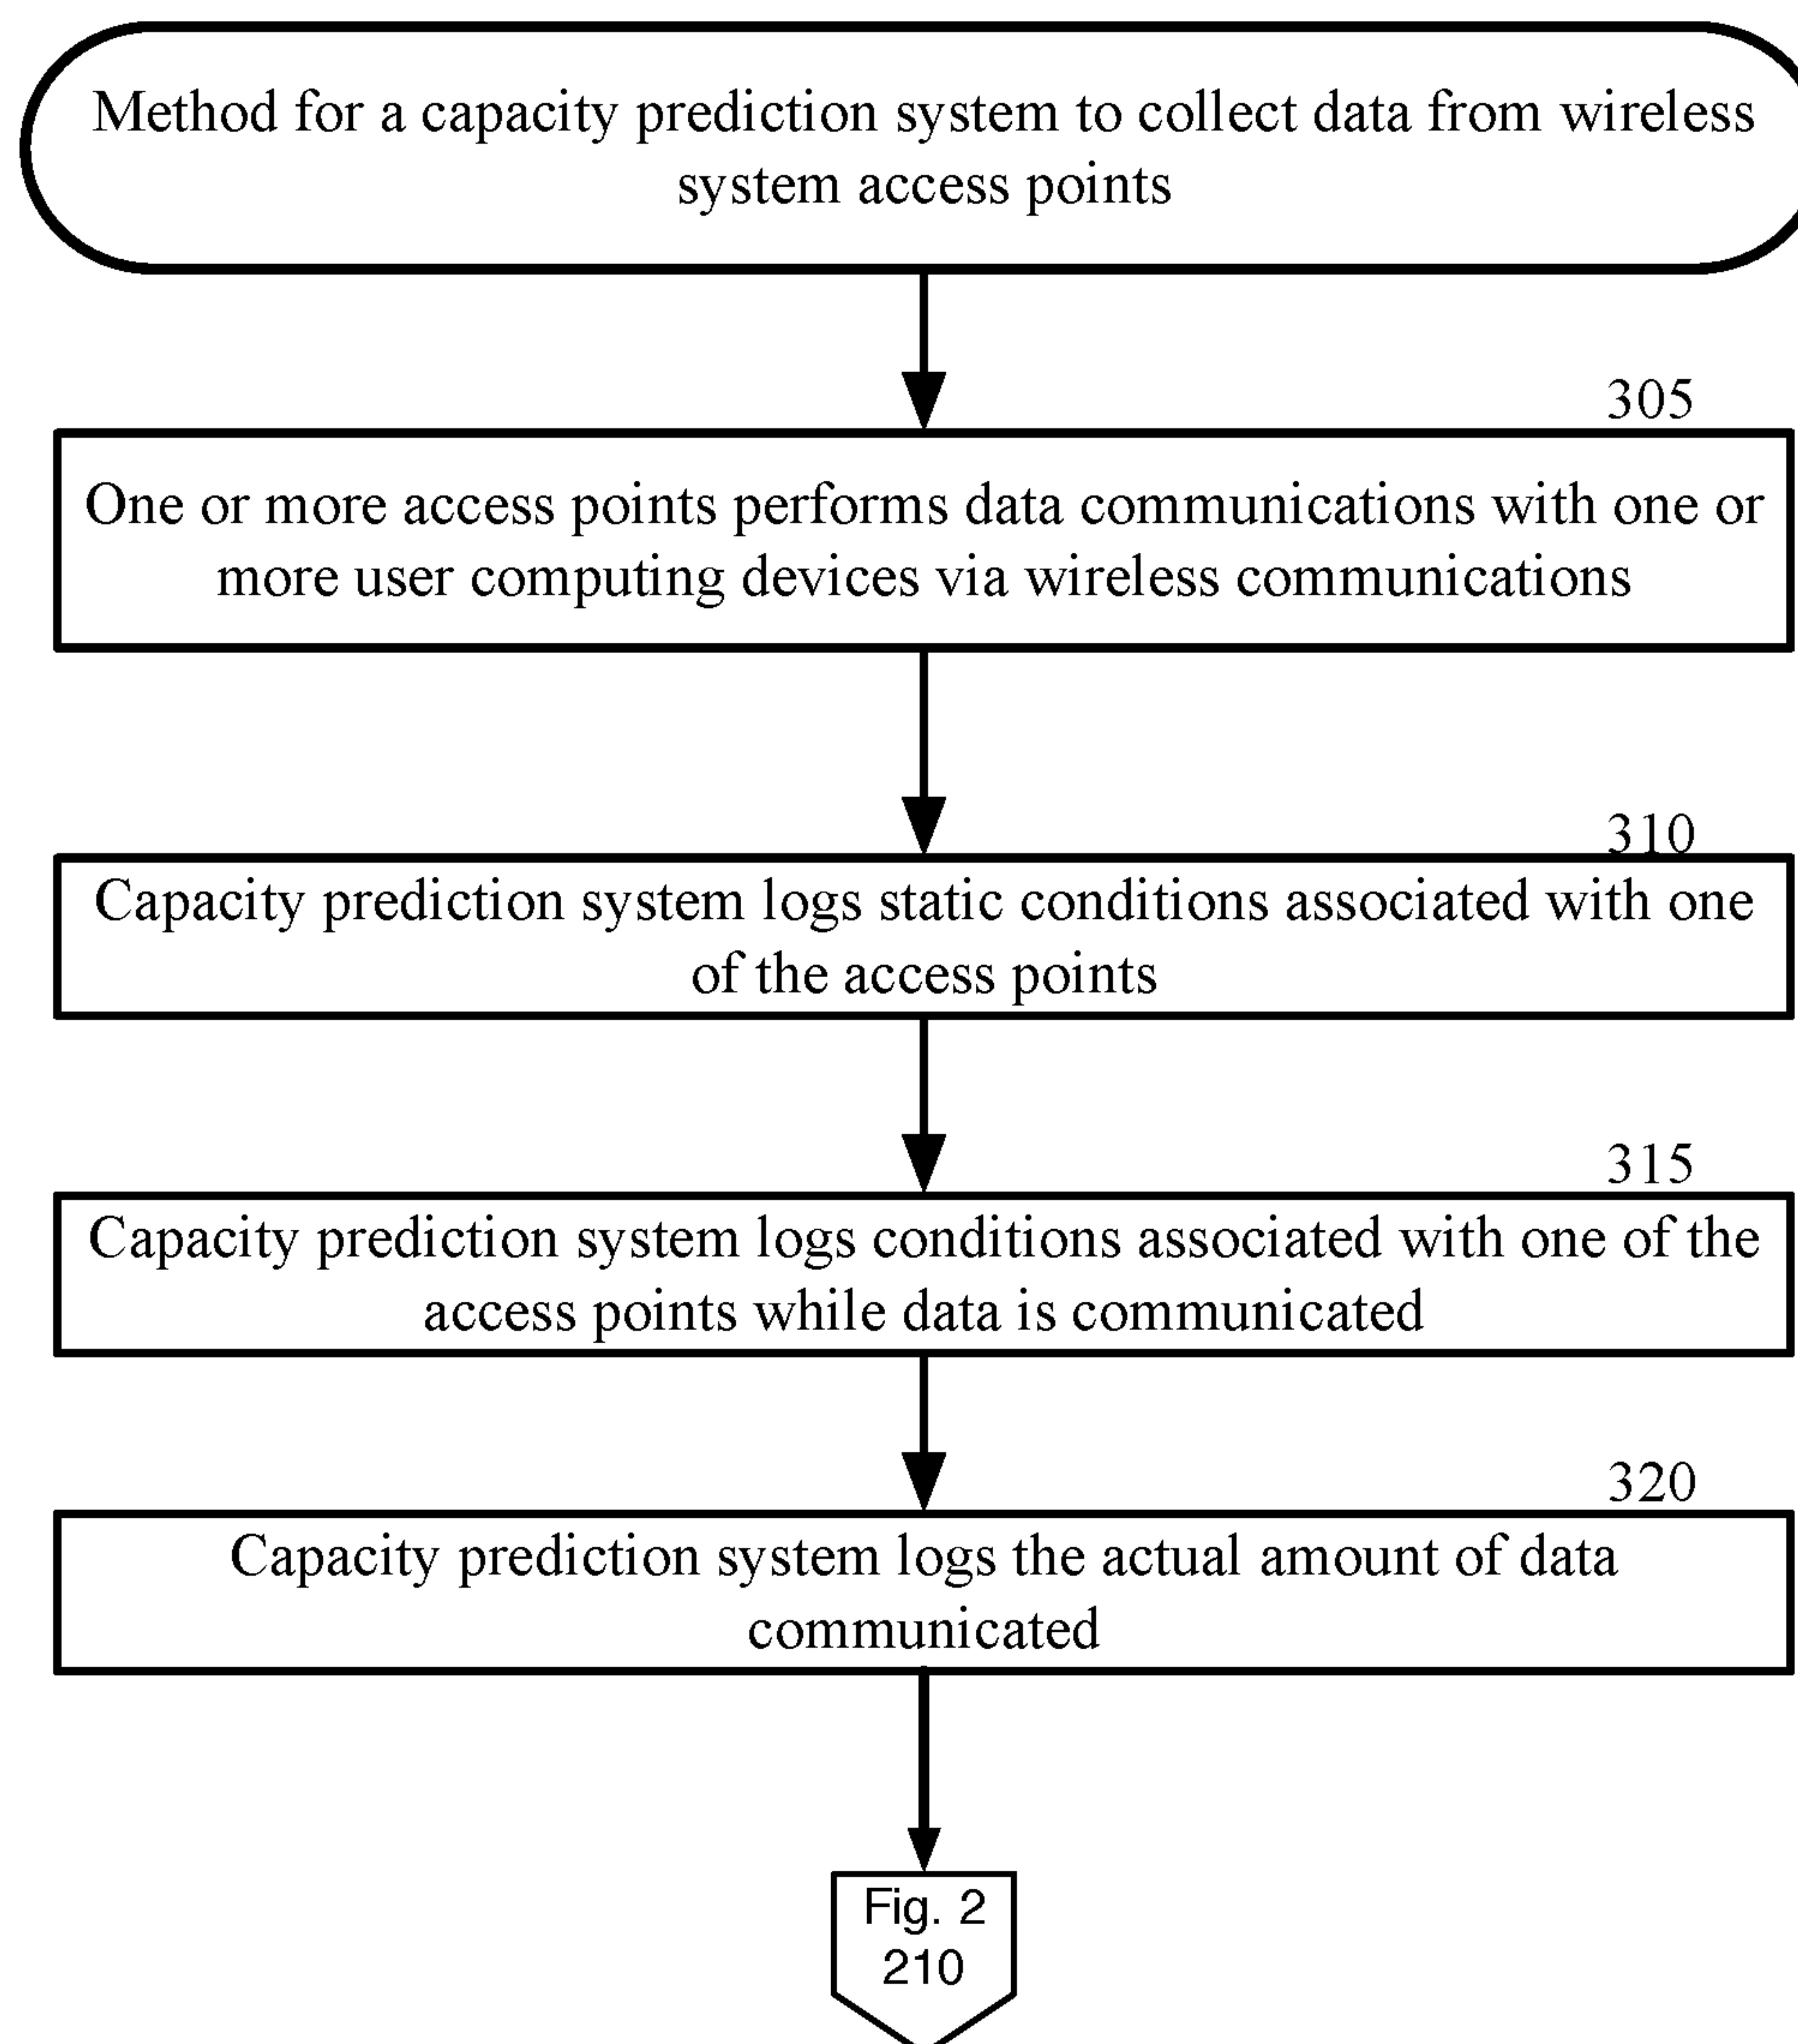 Method for a capacity prediction system to collect data from wireless
system access points
305
One or more access points performs data communications with one or
more user computing devices via wireless communications
310
Capacity prediction system logs static conditions associated with one
of the access points
315
Capacity prediction system logs conditions associated with one of the
access points while data is communicated
320
Capacity prediction system logs the actual amount of data
communicated
Fig. 2
210